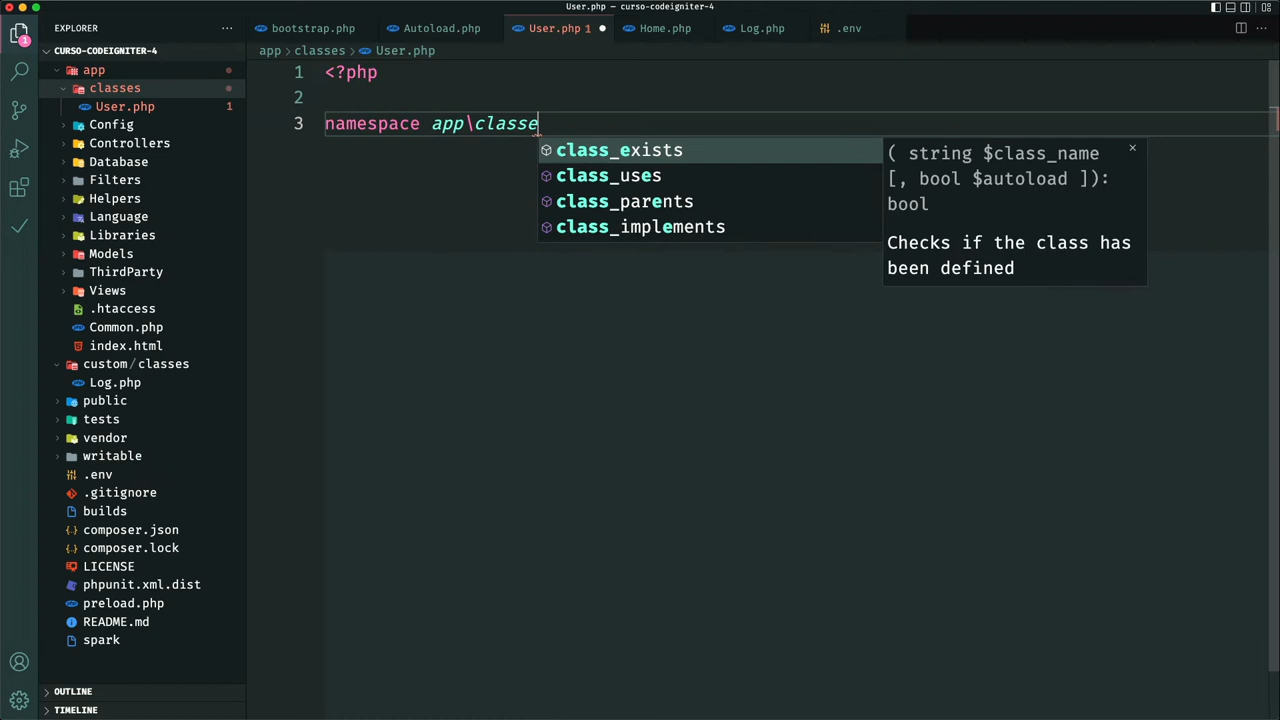 User.php — curso-codeigniter-4
EXPLORER
bootstrap.php
Autoload.php
User.php 1
Home.php
Log.php
.env
CURSO-CODEIGNITER-4
app > classes > User.php
app
classes
User.php 1
Config
Controllers
Database
Filters
Helpers
Language
Libraries
Models
ThirdParty
Views
.htaccess
Common.php
index.html
custom/classes
Log.php
public
tests
vendor
writable
.env
.gitignore
builds
composer.json
composer.lock
LICENSE
phpunit.xml.dist
preload.php
README.md
spark
OUTLINE
TIMELINE
1
1 <?php
2
3 namespace app\classe
class_exists
class_uses
class_parents
class_implements
( string $class_name
[, bool $autoload ]):
bool
Checks if the class has
been defined